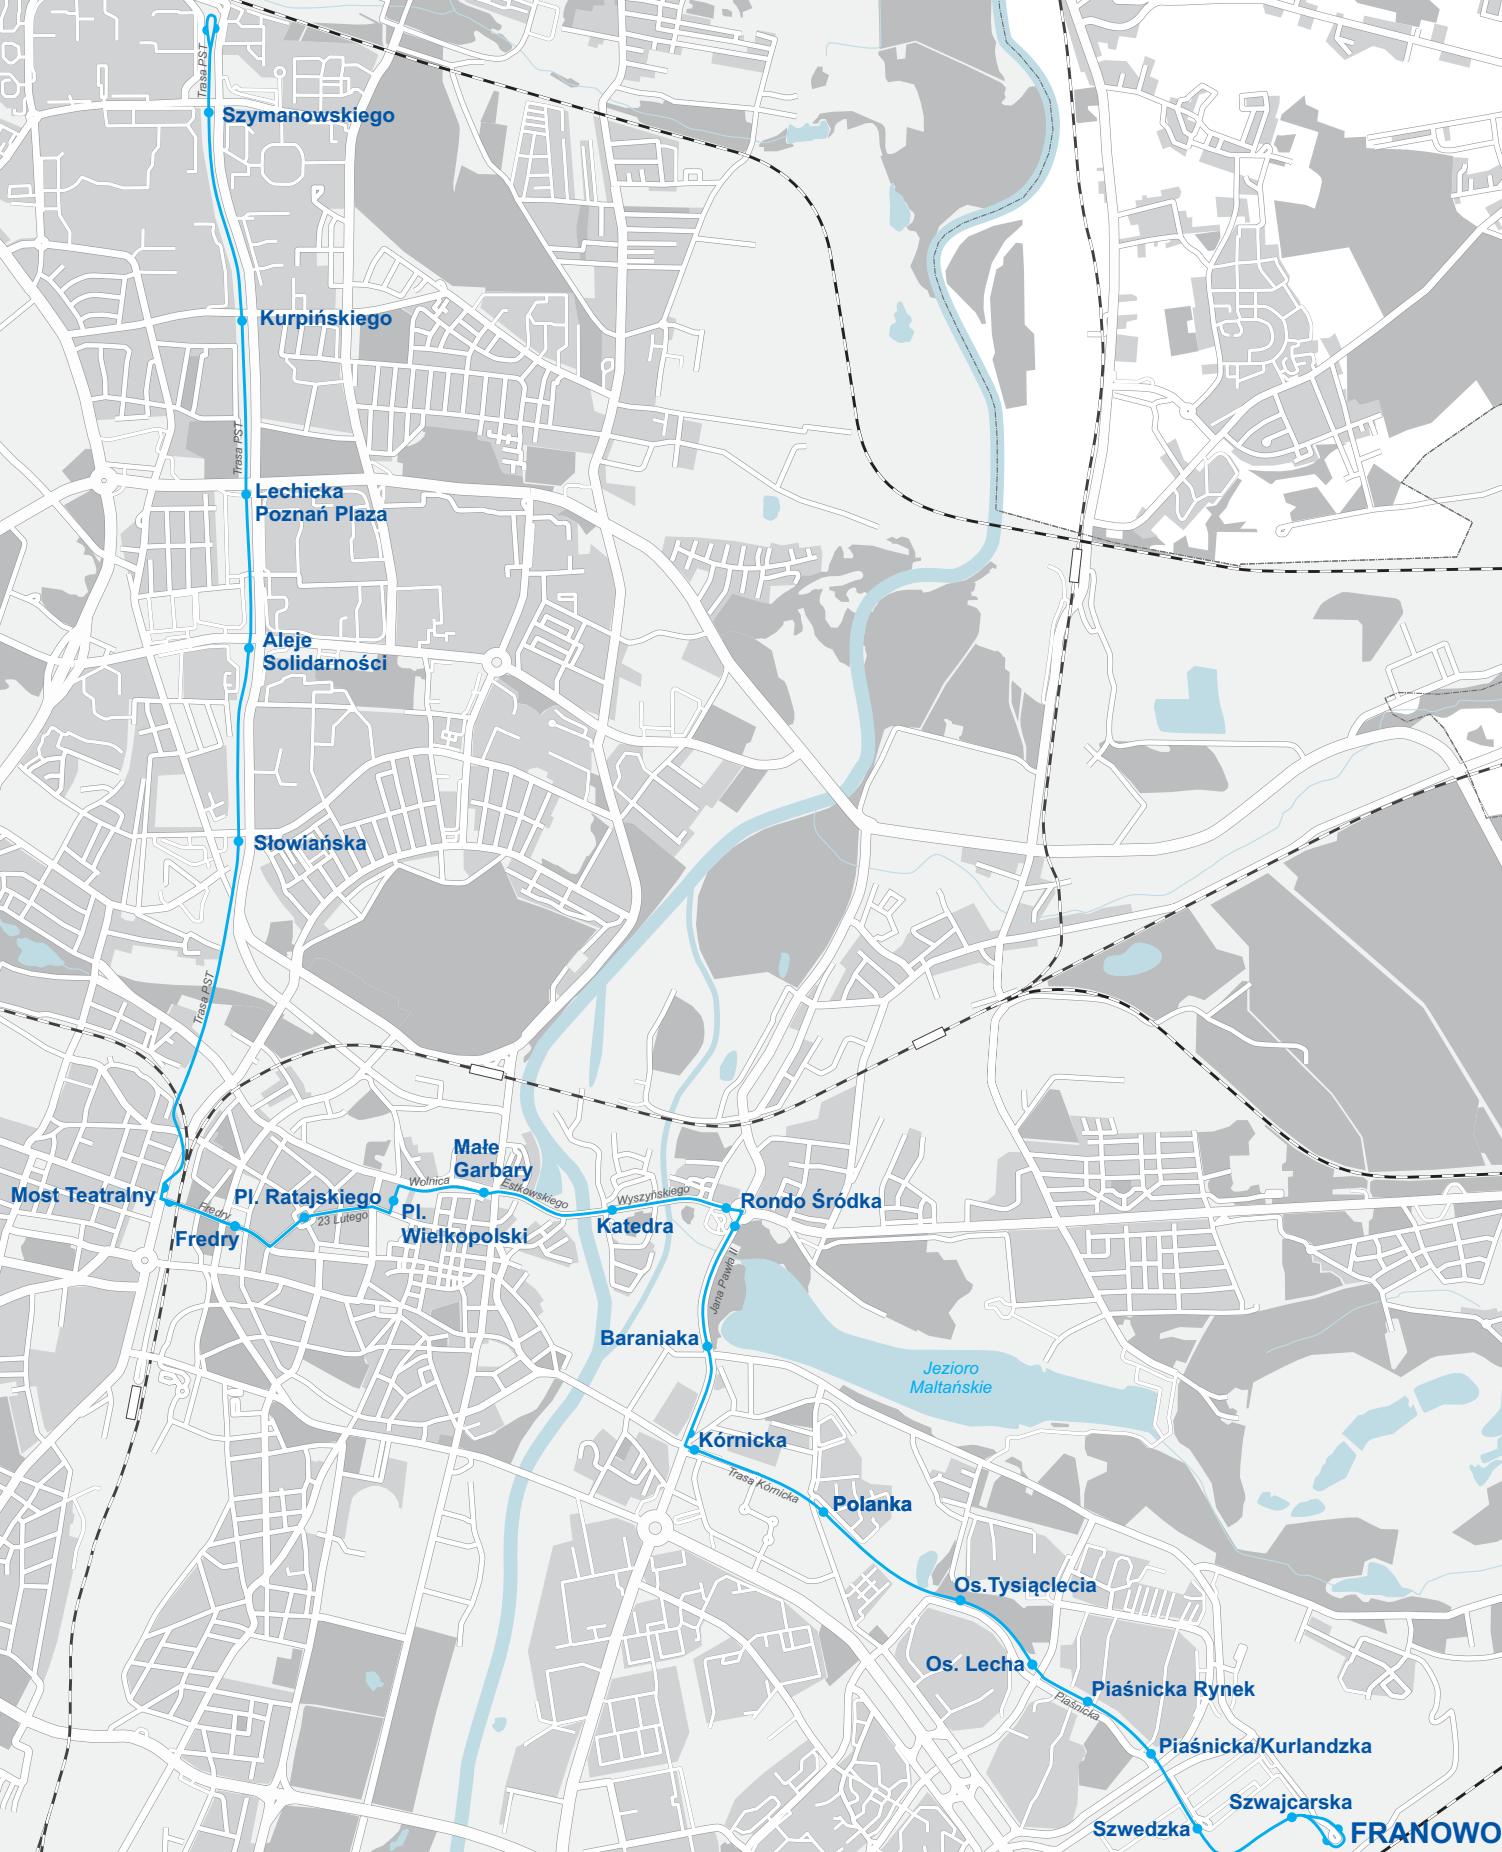 Trasa PST
Szymanowskiego
Kurpińskiego
Trasa PST
Lechicka
Poznań Plaza
Aleje
Solidarności
Słowiańska
Trasa PST
Małe
Garbary
Most Teatralny
Fredry
Fredry
Pl. Ratajskiego
23 Lutego
Pl.
Wielkopolski
Wolnica
Estkowskiego
Katedra
Wyszyńskiego
Rondo Śródka
Jana Pawła II
Baraniaka
Jezioro
Maltańskie
Kórnicka
Trasa Kórnicka
Polanka
Os.Tysiąclecia
Os. Lecha
Piaśnicka Rynek
Piaśnicka
Piaśnicka/Kurlandzka
Szwajcarska
Szwedzka
FRANOWO